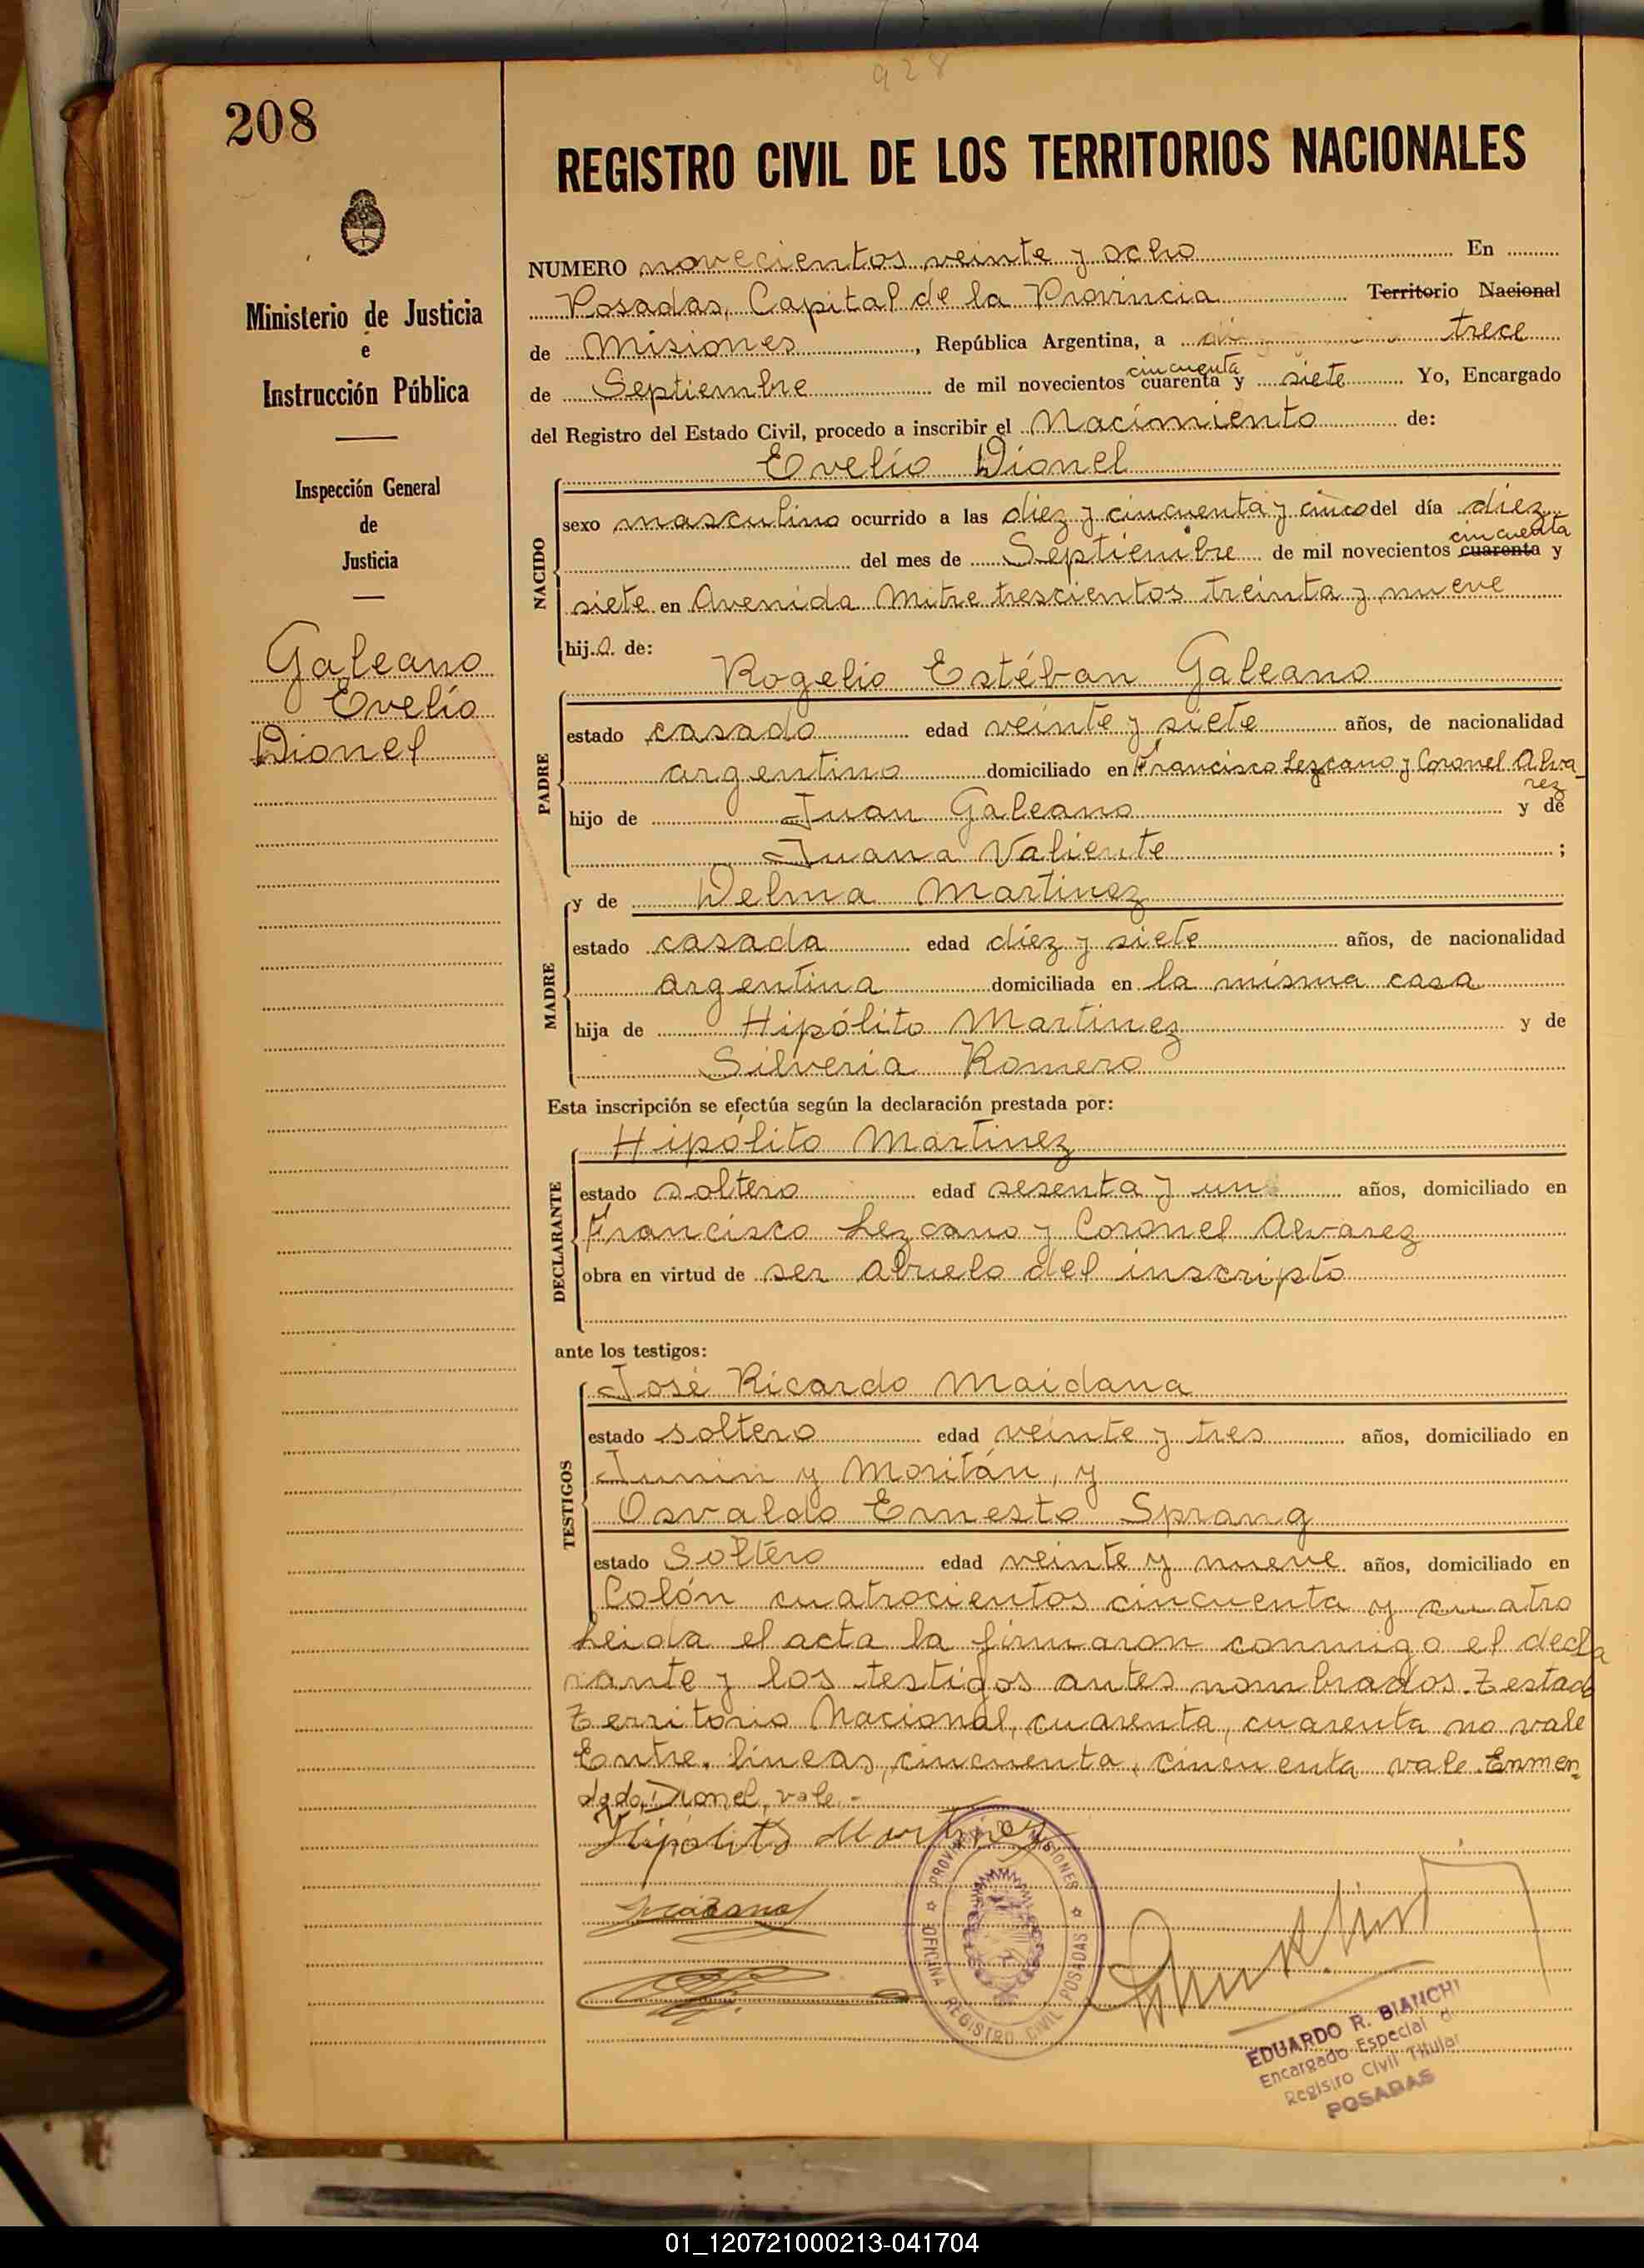 928
208
REGISTRO CIVIL DE LOS TERRITORIOS NACIONALES
NUMERO novecientos veinte y ocho En
Posadas, Capital de la Provincia Territorio Nacional
de Misiones, República Argentina, a trece
cincuenta
de Septiembre de mil novecientos cuarenta y siete Yo, Encargado
del Registro del Estado Civil, procedo a inscribir el Nacimiento de:
Evelio Dionel
Ministerio de Justicia
e
Instrucción Pública
Inspección General
de
Justicia
Galeano
Evelio
Dionel
NACIDO
sexo masculino ocurrido a las diez y cincuenta y cinco del día diez
cincuenta
del mes de Septiembre de mil novecientos cuarenta y
siete en Avenida Mitre trescientos treinta y nueve
hijo de:
Rogelio Estéban Galeano
PADRE
estado casado edad veinte y siete años, de nacionalidad
argentino domiciliado en Francisco Lezcano y Coronel Alva
rez
hijo de Juan Galeano y de
Juana Valiente ;
MADRE
y de Delma Martinez
estado casada edad diez y siete años, de nacionalidad
argentina domiciliada en la misma casa
hija de Hipólito Martinez y de
Silveria Romero
Esta inscripción se efectúa según la declaración prestada por:
DECLARANTE
Hipólito Martinez
estado soltero edad sesenta y un años, domiciliado en
Francisco Lezcano y Coronel Alvarez
obra en virtud de ser abuelo del inscripto
ante los testigos:
TESTIGOS
José Ricardo Maidana
estado soltero edad veinte y tres años, domiciliado en
Junin y Moritán, y
Osvaldo Ernesto Sprang
estado soltero edad veinte y nueve años, domiciliado en
Colón cuatrocientos cincuenta y cuatro
Leida el acta la firmaron conmigo el decla
rante y los testigos antes nombrados. Testado
Territorio Nacional, cuarenta, cuarenta no vale
Entre lineas, cincuenta, cincuenta vale. Enmen
dado, Dionel, vale.-
Hipólito Martinez
PROVINCIA DE MISIONES
OFICINA REGISTRO CIVIL POSADAS
EDUARDO R. BIANCHI
Encargado Especial d
Registro Civil Titular
POSADAS
01_120721000213-041704